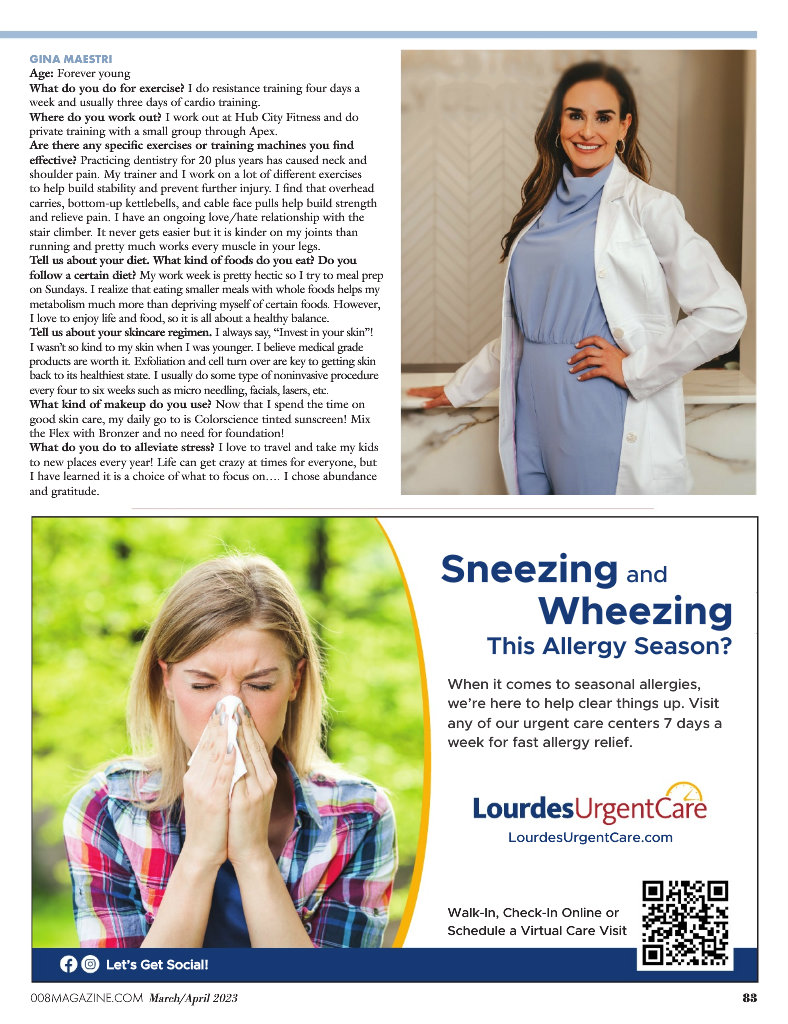 GINA MAESTRI
Age: Forever young
What do you do for exercise? I do resistance training four days a
week and usually three days of cardio training.
Where do you work out? I work out at Hub City Fitness and do
private training with a small group through Apex.
Are there any specific exercises or training machines you find
effective? Practicing dentistry for 20 plus years has caused neck and
shoulder pain. My trainer and I work on a lot of different exercises
to help build stability and prevent further injury. I find that overhead
carries, bottom-up kettlebells, and cable face pulls help build strength
and relieve pain. I have an ongoing love/hate relationship with the
stair climber. It never gets easier but it is kinder on my joints than
running and pretty much works every muscle in your legs.
Tell us about your diet. What kind of foods do you eat? Do you
follow a certain diet? My work week is pretty hectic so I try to meal prep
on Sundays. I realize that eating smaller meals with whole foods helps my
metabolism much more than depriving myself of certain foods. However,
I love to enjoy life and food, so it is all about a healthy balance.
Tell us about your skincare regimen. I always say, “Invest in your skin”!
I wasn’t so kind to my skin when I was younger. I believe medical grade
products are worth it. Exfoliation and cell turn over are key to getting skin
back to its healthiest state. I usually do some type of noninvasive procedure
every four to six weeks such as micro needling, facials, lasers, etc.
What kind of makeup do you use? Now that I spend the time on
good skin care, my daily go to is Colorscience tinted sunscreen! Mix
the Flex with Bronzer and no need for foundation!
What do you do to alleviate stress? I love to travel and take my kids
to new places every year! Life can get crazy at times for everyone, but
I have learned it is a choice of what to focus on…. I chose abundance
and gratitude.
Sneezing and
Wheezing
This Allergy Season?
When it comes to seasonal allergies,
we’re here to help clear things up. Visit
any of our urgent care centers 7 days a
week for fast allergy relief.
LourdesUrgentCare
LourdesUrgentCare.com
Walk-In, Check-In Online or
Schedule a Virtual Care Visit
Let’s Get Social!
008MAGAZINE.COM March/April 2023
83